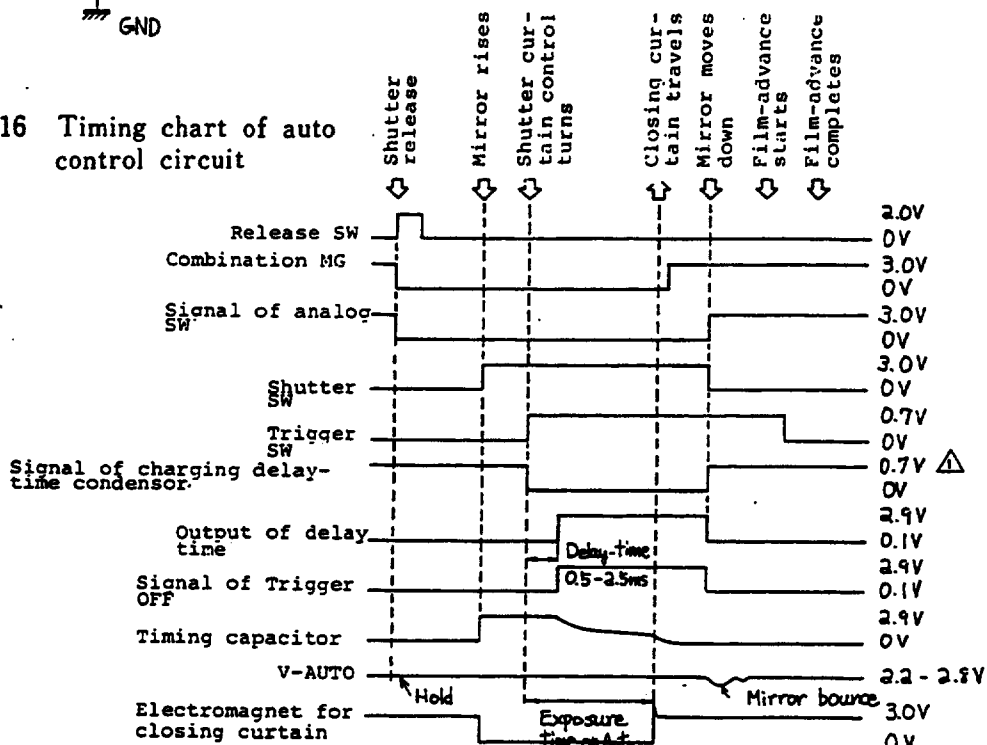 GND
16 Timing chart of auto
control circuit
Shutter
release
Mirror rises
Shutter cur-
tain control
turns
Closing cur-
tain travels
Mirror moves
down
Film-advance
starts
Film-advance
completes
Release SW
2.0V
0V
Combination MG
3.0V
0V
Signal of analog
SW
3.0V
0V
Shutter
SW
3.0V
0V
Trigger
SW
0.7V
0V
Signal of charging delay-
time condensor
0.7V 1
0V
Output of delay
time
2.9V
0.1V
Delay-time
0.5-2.5ms
Signal of Trigger
OFF
2.9V
0.1V
Timing capacitor
2.9V
0V
V-AUTO
2.2 - 2.8V
Hold
Mirror bounce
Electromagnet for
closing curtain
3.0V
0V
Exposure